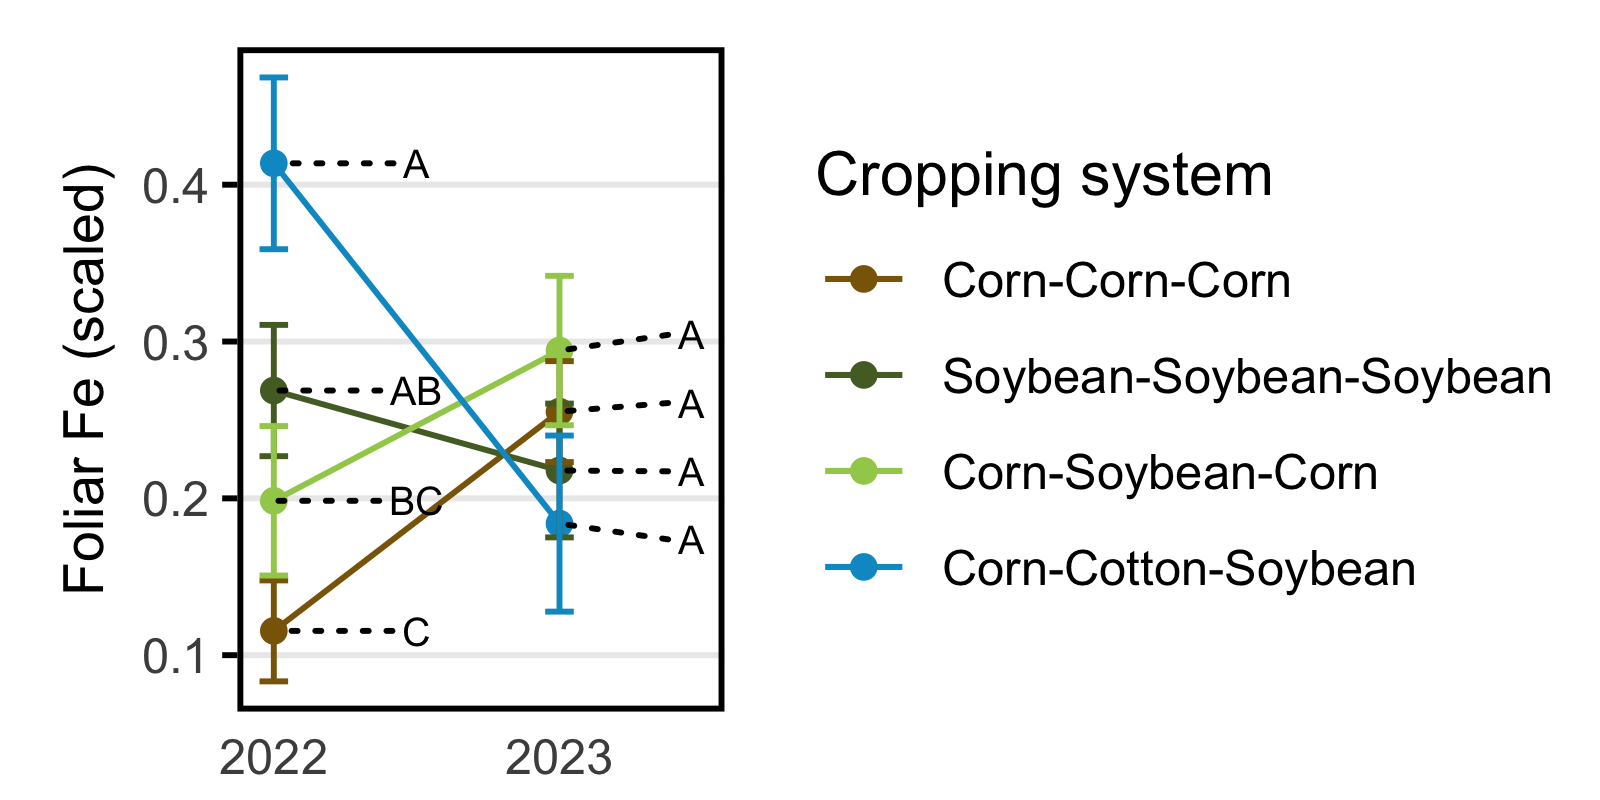 Foliar Fe (scaled)
0.4
0.3
0.2
0.1
A
AB
BC
C
A
A
A
A
2022
2023
Cropping system
Corn-Corn-Corn
Soybean-Soybean-Soybean
Corn-Soybean-Corn
Corn-Cotton-Soybean